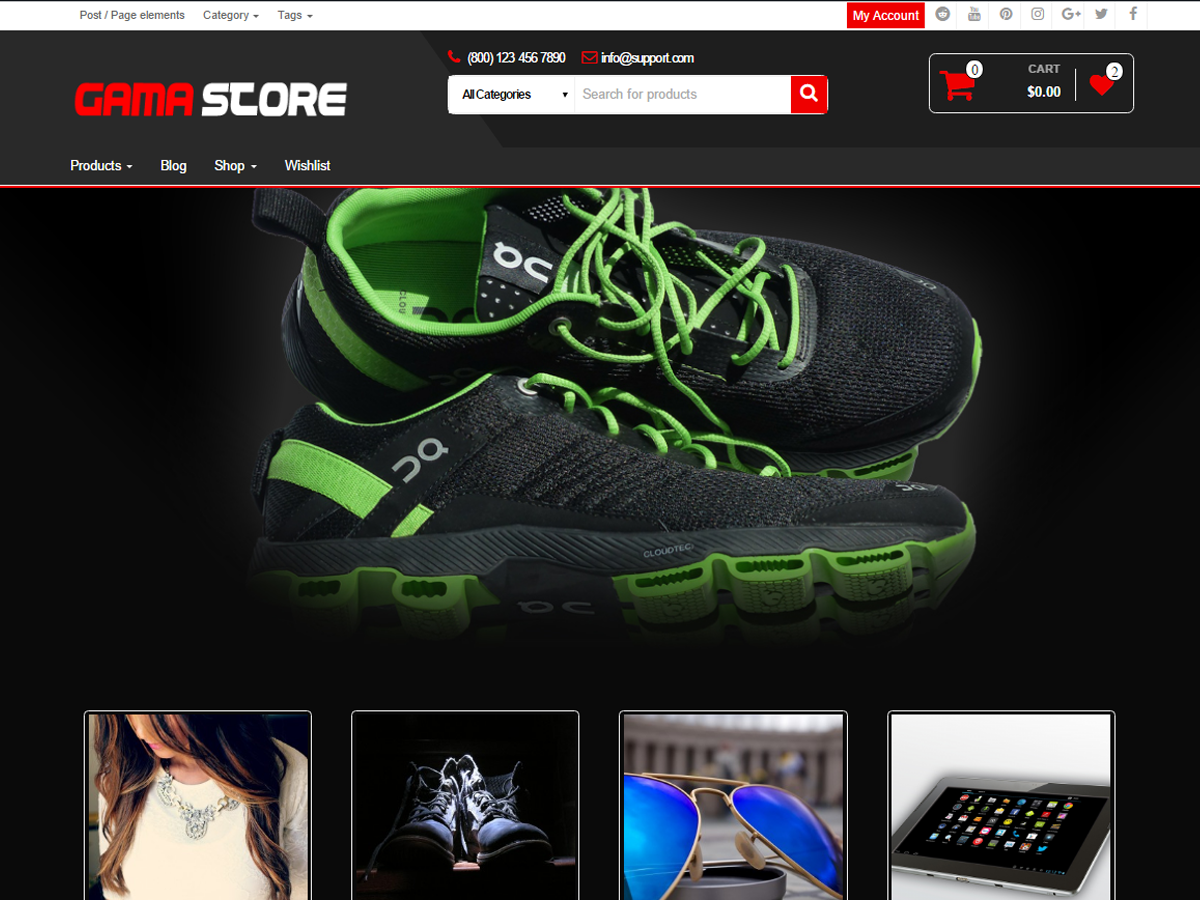 Post / Page elements Category Tags My Account
(800) 123 456 7890 info@support.com
GAMA STORE
All Categories Search for products
0 CART $0.00 2
Products Blog Shop Wishlist
CLOUDTEC